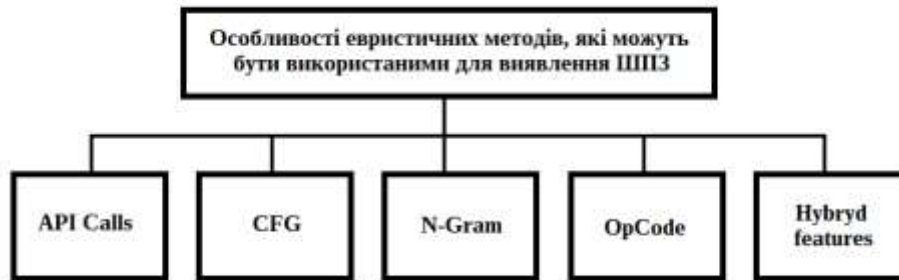 Особливості евристичних методів, які можуть
бути використаними для виявлення ШПЗ
API Calls
CFG
N-Gram
OpCode
Hybryd
features